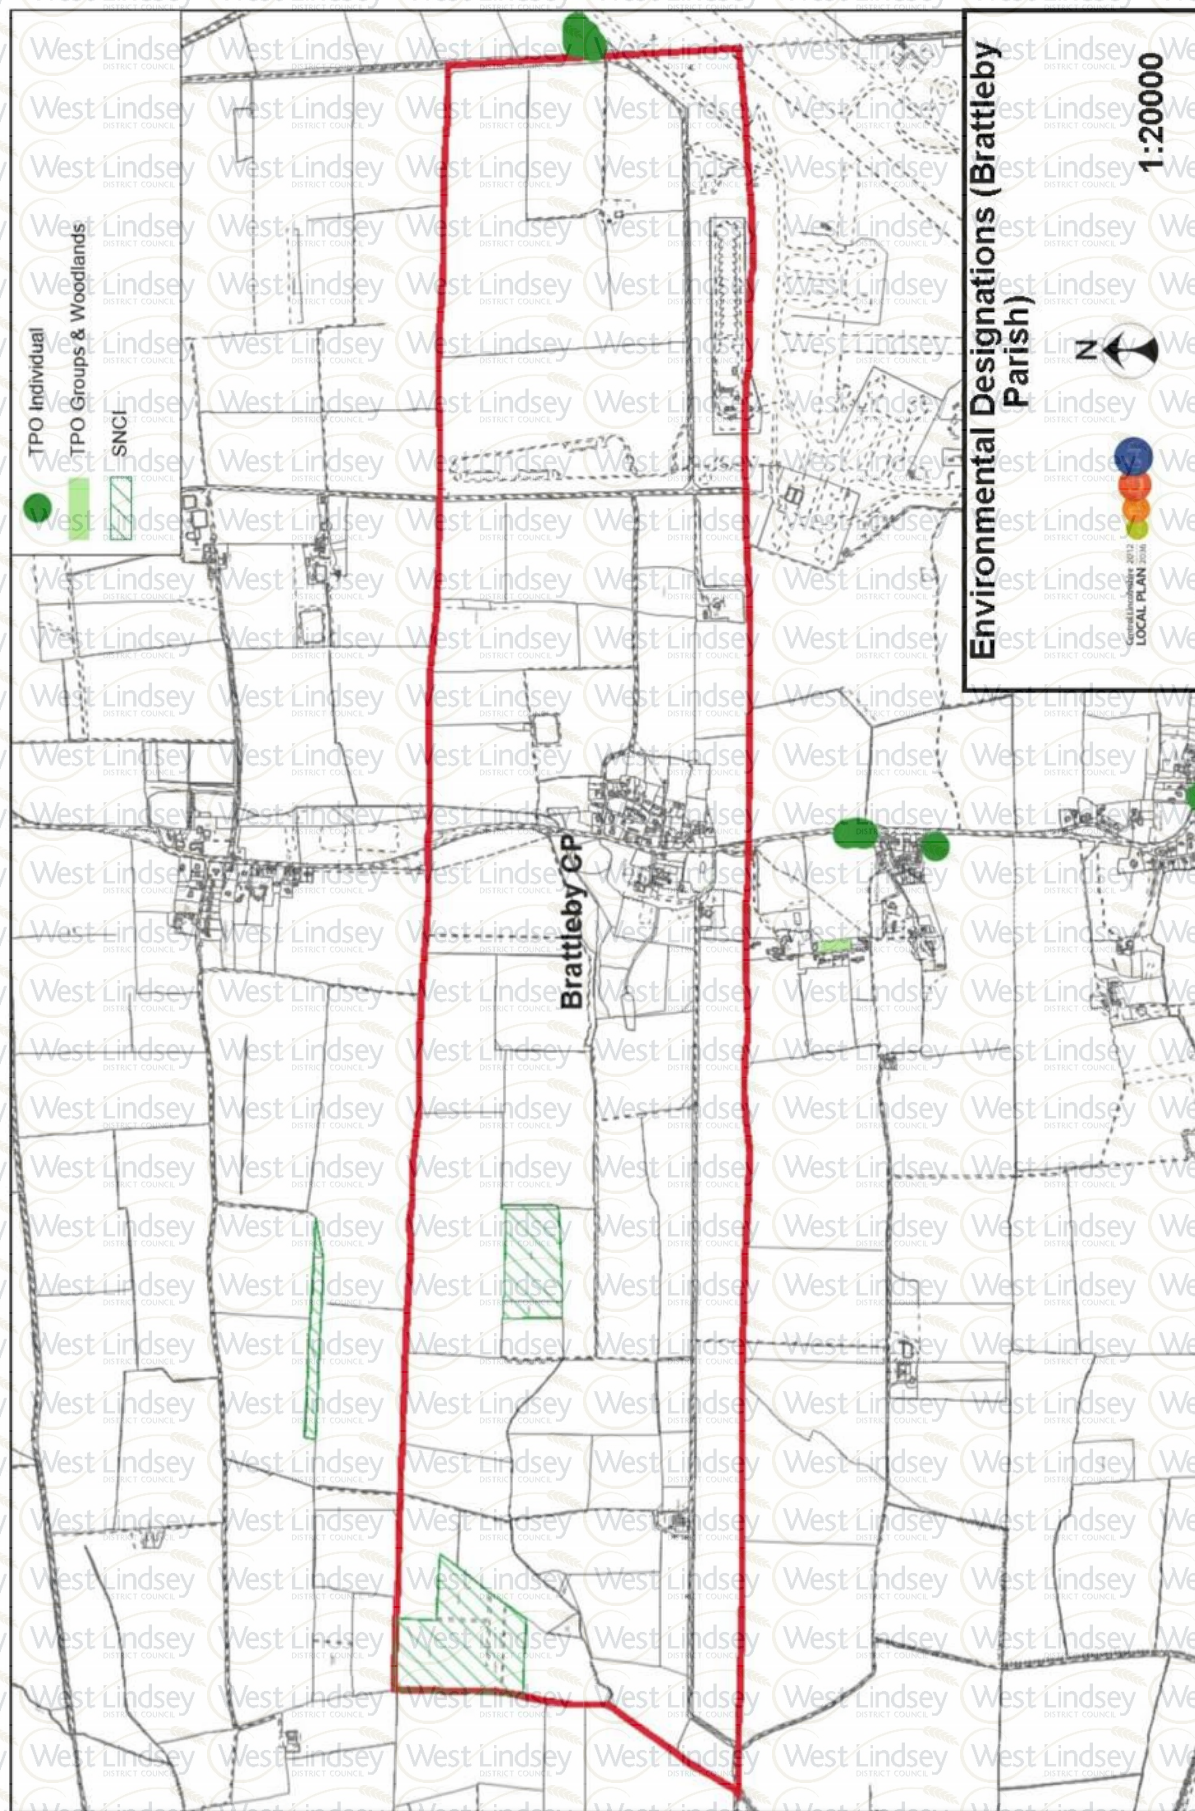 TPO Individual
TPO Groups & Woodlands
SNCI
Brattleby CP
Environmental Designations (Brattleby
Parish)
N
Central Lincolnshire 2012
LOCAL PLAN 2036
1:20000
West Lindsey
DISTRICT COUNCIL